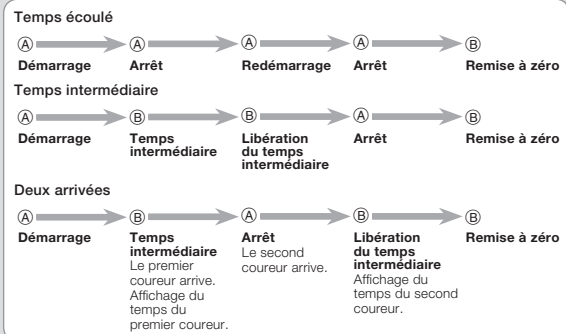 Temps écoulé
Ⓐ Ⓐ Ⓐ Ⓐ Ⓑ
Démarrage Arrêt Redémarrage Arrêt Remise à zéro
Temps intermédiaire
Ⓐ Ⓑ Ⓑ Ⓐ Ⓑ
Démarrage Temps intermédiaire Libération du temps intermédiaire Arrêt Remise à zéro
Deux arrivées
Ⓐ Ⓑ Ⓐ Ⓑ Ⓑ
Démarrage
Temps
intermédiaire
Le premier
coureur arrive.
Affichage du
temps du
premier coureur.
Arrêt
Le second
coureur arrive.
Libération
du temps
intermédiaire
Affichage du
temps du second
coureur.
Remise à zéro